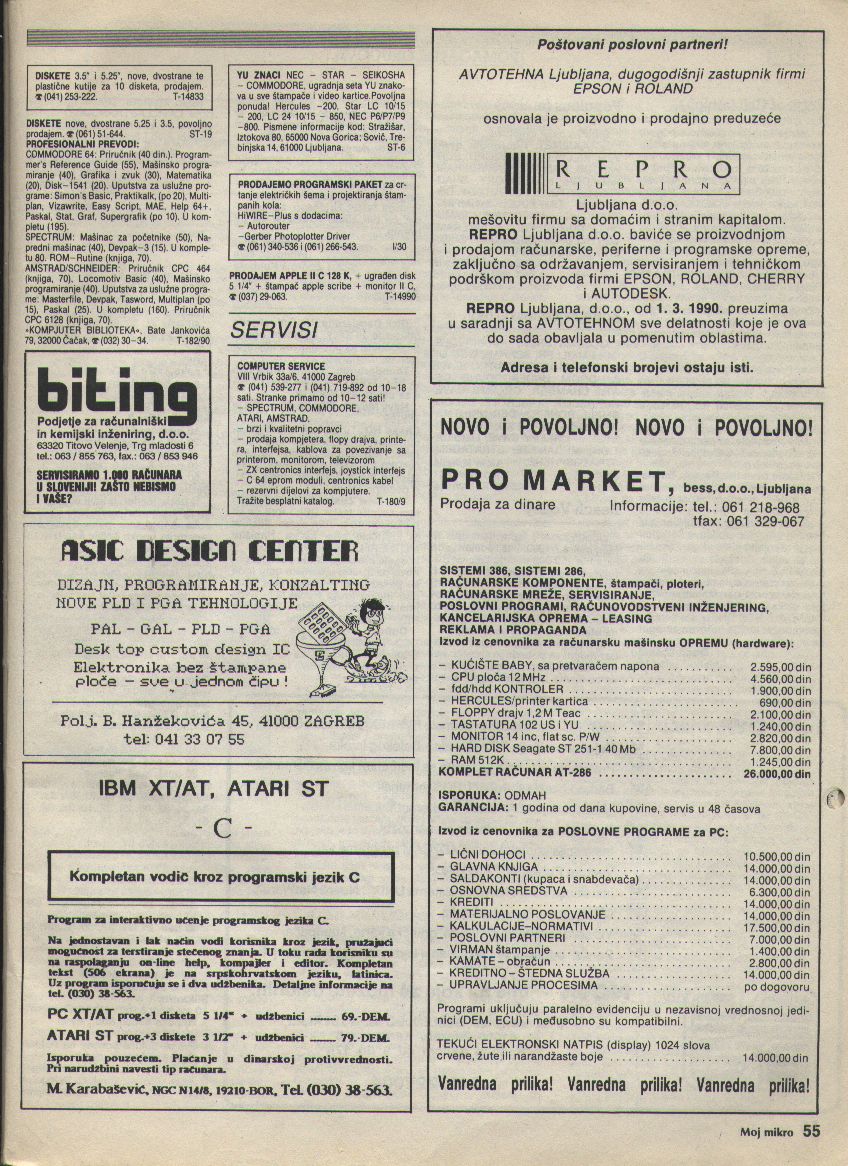 DISKETE 3.5" i 5.25", nove, dvostrane te
plastične kutije za 10 disketa, prodajem.
☎ (041) 253-222. T-14833
DISKETE nove, dvostrane 5.25 i 3.5, povoljno
prodajem. ☎ (061) 51-644. ST-19
PROFESIONALNI PREVODI:
COMMODORE 64: Priručnik (40 din.). Program-
mer's Reference Guide (55), Mašinsko progra-
miranje (40), Grafika i zvuk (30), Matematika
(20), Disk-1541 (20). Uputstva za uslužne pro-
grame: Simon's Basic, Praktikalk, (po 20), Multi-
plan, Vizawrite, Easy Script, MAE, Help 64+,
Paskal, Stat. Graf, Supergrafik (po 10). U kom-
pletu (195).
SPECTRUM: Mašinac za početnike (50), Na-
predni mašinac (40), Devpak-3 (15). U komple-
tu 80. ROM-Rutine (knjiga, 70).
AMSTRAD/SCHNEIDER: Priručnik CPC 464
(knjiga, 70), Locomotiv Basic (40), Mašinsko
programiranje (40). Uputstva za uslužne progra-
me: Masterfile, Devpak, Tasword, Multiplan (po
15), Paskal (25). U kompletu (160). Priručnik
CPC 6128 (knjiga, 70).
»KOMPJUTER BIBLIOTEKA«, Bate Jankovića
79, 32000 Čačak, ☎ (032) 30-34. T-182/90
biting
Podjetje za računalniški
in kemijski inženiring, d.o.o.
63320 Titovo Velenje, Trg mladosti 6
tel.: 063 / 855 763, fax.: 063 / 853 946
SERVISIRAMO 1.000 RAČUNARA
U SLOVENIJI! ZAŠTO NEBISMO
I VAŠE?
YU ZNACI NEC – STAR – SEIKOSHA
– COMMODORE, ugradnja seta YU znako-
va u sve štampače i video kartice.Povoljna
ponuda! Hercules –200, Star LC 10/15
– 200, LC 24 10/15 – 850, NEC P6/P7/P9
–800. Pismene informacije kod: Stražišar,
Iztokova 80, 65000 Nova Gorica; Sovič, Tre-
binjska 14, 61000 Ljubljana. ST-6
PRODAJEMO PROGRAMSKI PAKET za cr-
tanje električkih šema i projektiranja štam-
panih kola:
HiWIRE–Plus s dodacima:
– Autorouter
–Gerber Photoplotter Driver
☎ (061) 340-536 i (061) 266-543. I/30
PRODAJEM APPLE II C 128 K, + ugrađen disk
5 1/4" + štampač apple scribe + monitor II C,
☎ (037) 29-063. T-14990
SERVISI
COMPUTER SERVICE
VIII Vrbik 33a/6, 41000 Zagreb
☎ (041) 539-277 i (041) 719-892 od 10–18
sati. Stranke primamo od 10–12 sati!
– SPECTRUM, COMMODORE,
ATARI, AMSTRAD.
– brzi i kvalitetni popravci
– prodaja kompjetera, flopy drajva, printe-
ra, interfejsa, kablova za povezivanje sa
printerom, monitorom, televizorom
– ZX centronics interfejs, joystick interfejs
– C 64 eprom moduli, centronics kabel
– rezervni dijelovi za kompjutere.
Tražite besplatni katalog. T-180/9
ASIC DESIGN CENTER
DIZAJN, PROGRAMIRANJE, KONZALTING
NOVE PLD I PGA TEHNOLOGIJE
PAL – GAL – PLD – PGA
Desk top custom design IC
Elektronika bez štampane
ploče – sve u jednom čipu !
Polj. B. Hanžekovića 45, 41000 ZAGREB
tel: 041 33 07 55
IBM XT/AT, ATARI ST
- C -
Kompletan vodič kroz programski jezik C
Program za interaktivno učenje programskog jezika C.
Na jednostavan i lak način vodi korisnika kroz jezik, pružajući
mogućnost za terstiranje stečenog znanja. U toku rada korisniku su
na raspolaganju on-line help, kompajler i editor. Kompletan
tekst (506 ekrana) je na srpskohrvatskom jeziku, latinica.
Uz program isporučuju se i dva udžbenika. Detaljne informacije na
tel. (030) 38-563.
PC XT/AT prog.+1 disketa 5 1/4" + udžbenici ........ 69.-DEM.
ATARI ST prog.+3 diskete 3 1/2" + udžbenici ........ 79.-DEM.
Isporuka pouzećem. Plaćanje u dinarskoj protivvrednosti.
Pri narudžbini navesti tip računara.
M. Karabašević, NGC N14/8, 19210-BOR, Tel. (030) 38-563.
Poštovani poslovni partneri!
AVTOTEHNA Ljubljana, dugogodišnji zastupnik firmi
EPSON i ROLAND
osnovala je proizvodno i prodajno preduzeće
REPRO
LJUBLJANA
Ljubljana d.o.o.
mešovitu firmu sa domaćim i stranim kapitalom.
REPRO Ljubljana d.o.o. baviće se proizvodnjom
i prodajom računarske, periferne i programske opreme,
zaključno sa održavanjem, servisiranjem i tehničkom
podrškom proizvoda firmi EPSON, ROLAND, CHERRY
i AUTODESK.
REPRO Ljubljana, d.o.o., od 1. 3. 1990. preuzima
u saradnji sa AVTOTEHNOM sve delatnosti koje je ova
do sada obavljala u pomenutim oblastima.
Adresa i telefonski brojevi ostaju isti.
NOVO i POVOLJNO! NOVO i POVOLJNO!
PRO MARKET, bess,d.o.o.,Ljubljana
Prodaja za dinare Informacije: tel.: 061 218-968
tfax: 061 329-067
SISTEMI 386, SISTEMI 286,
RAČUNARSKE KOMPONENTE, štampači, ploteri,
RAČUNARSKE MREŽE, SERVISIRANJE,
POSLOVNI PROGRAMI, RAČUNOVODSTVENI INŽENJERING,
KANCELARIJSKA OPREMA – LEASING
REKLAMA I PROPAGANDA
Izvod iz cenovnika za računarsku mašinsku OPREMU (hardware):
– KUĆIŠTE BABY, sa pretvaračem napona .......... 2.595,00 din
– CPU ploča 12 MHz .......... 4.560,00 din
– fdd/hdd KONTROLER .......... 1.900,00 din
– HERCULES/printer kartica .......... 690,00 din
– FLOPPY drajv 1,2 M Teac .......... 2.100,00 din
– TASTATURA 102 US i YU .......... 1.240,00 din
– MONITOR 14 inc, flat sc. P/W .......... 2.820,00 din
– HARD DISK Seagate ST 251-1 40 Mb .......... 7.800,00 din
– RAM 512K .......... 1.245,00 din
KOMPLET RAČUNAR AT-286 .......... 26.000,00 din
ISPORUKA: ODMAH
GARANCIJA: 1 godina od dana kupovine, servis u 48 časova
Izvod iz cenovnika za POSLOVNE PROGRAME za PC:
– LIČNI DOHOCI .......... 10.500,00 din
– GLAVNA KNJIGA .......... 14.000,00 din
– SALDAKONTI (kupaca i snabdevača) .......... 14.000,00 din
– OSNOVNA SREDSTVA .......... 6.300,00 din
– KREDITI .......... 14.000,00 din
– MATERIJALNO POSLOVANJE .......... 14.000,00 din
– KALKULACIJE–NORMATIVI .......... 17.500,00 din
– POSLOVNI PARTNERI .......... 7.000,00 din
– VIRMAN štampanje .......... 1.400,00 din
– KAMATE – obračun .......... 2.800,00 din
– KREDITNO – ŠTEDNA SLUŽBA .......... 14.000,00 din
– UPRAVLJANJE PROCESIMA .......... po dogovoru
Programi uključuju paralelno evidenciju u nezavisnoj vrednosnoj jedi-
nici (DEM, ECU) i međusobno su kompatibilni.
TEKUĆI ELEKTRONSKI NATPIS (display) 1024 slova
crvene, žute ili narandžaste boje .......... 14.000,00 din
Vanredna prilika! Vanredna prilika! Vanredna prilika!
Moj mikro 55